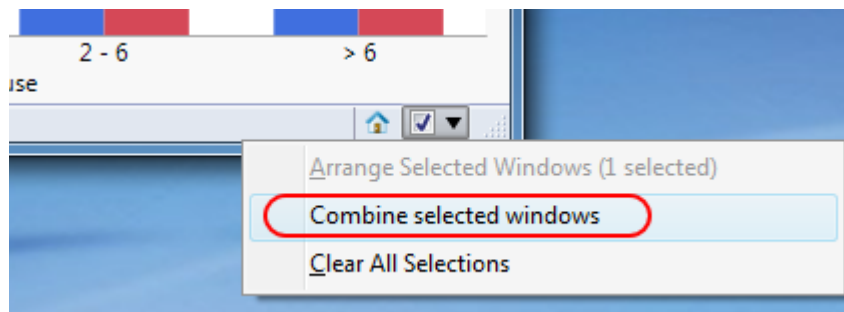 2 - 6
> 6
use
Arrange Selected Windows (1 selected)
Combine selected windows
Clear All Selections